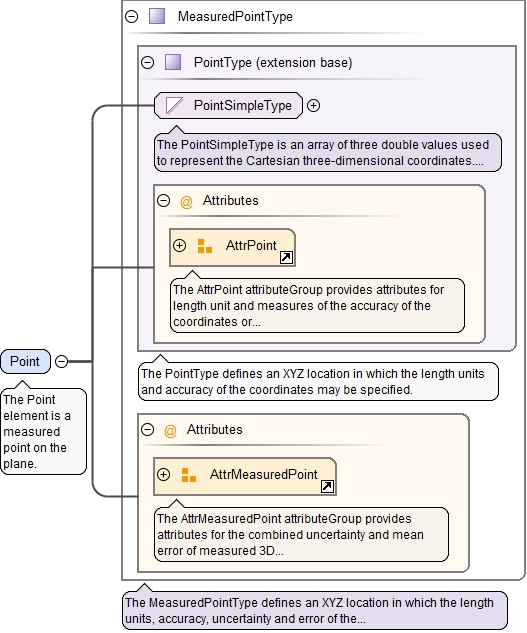 MeasuredPointType
PointType (extension base)
PointSimpleType
The PointSimpleType is an array of three double values used
to represent the Cartesian three-dimensional coordinates....
@ Attributes
AttrPoint
The AttrPoint attributeGroup provides attributes for
length unit and measures of the accuracy of the
coordinates or...
Point
The Point
element is a
measured
point on the
plane.
The PointType defines an XYZ location in which the length units
and accuracy of the coordinates may be specified.
@ Attributes
AttrMeasuredPoint
The AttrMeasuredPoint attributeGroup provides
attributes for the combined uncertainty and mean
error of measured 3D...
The MeasuredPointType defines an XYZ location in which the length
units, accuracy, uncertainty and error of the...